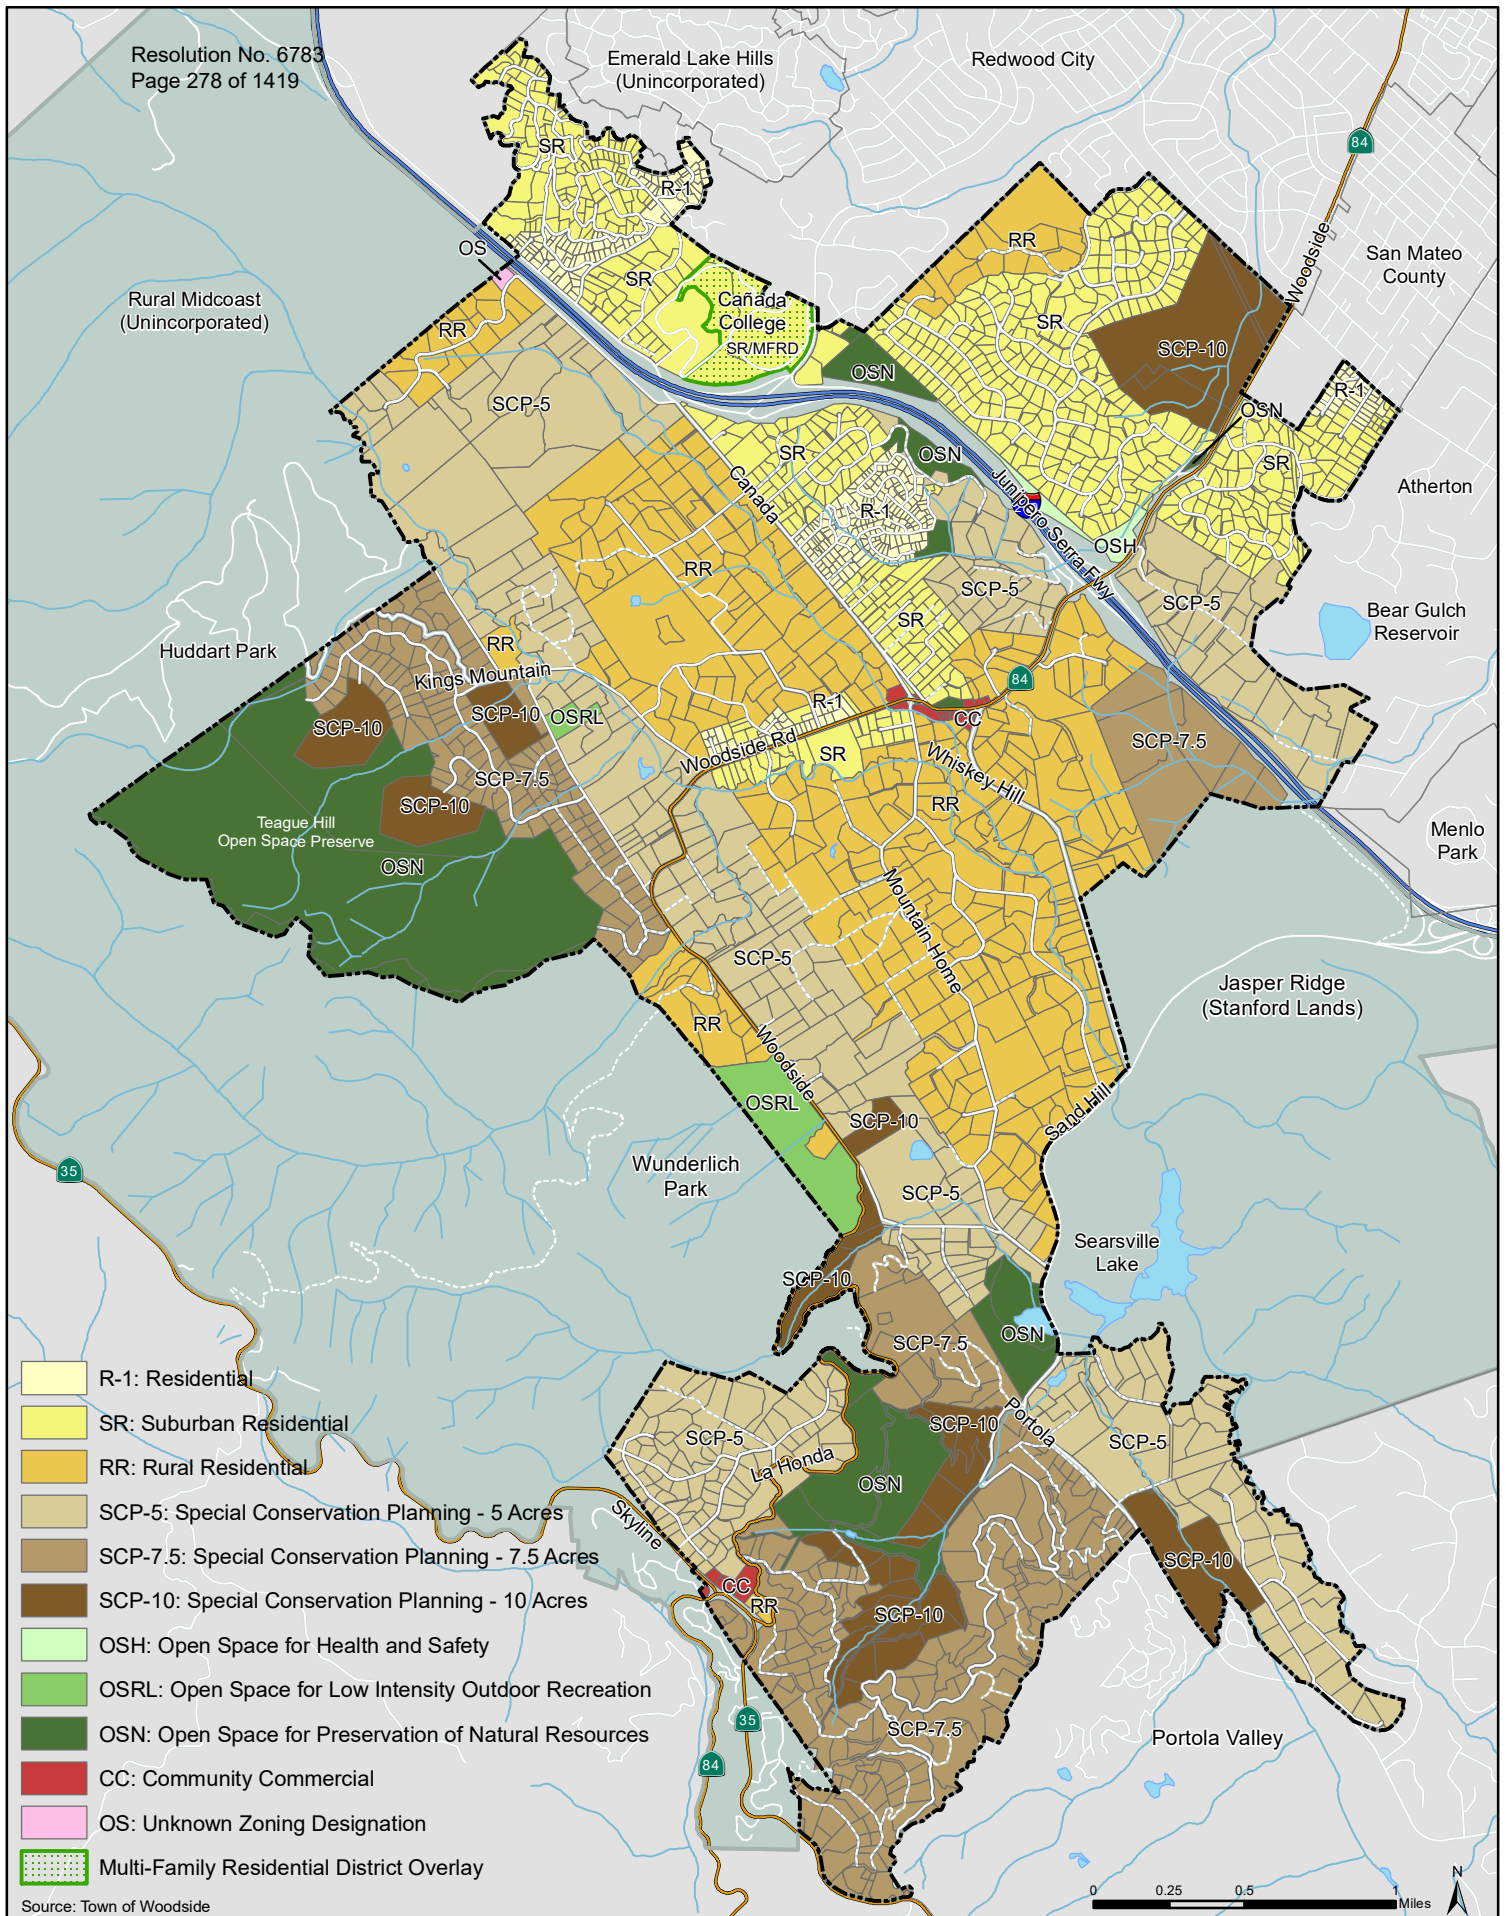 Resolution No. 6783
Page 278 of 1419
Emerald Lake Hills
(Unincorporated)
Redwood City
84
SR
R-1
OS
RR
Woodside
San Mateo
County
Rural Midcoast
(Unincorporated)
SR
Cañada
College
SR/MFRD
SR
RR
SCP-10
OSN
R-1
SCP-5
OSN
SR
OSN
SR
Canada
Junipero Serra Fwy
Atherton
R-1
OSH
RR
SCP-5
SCP-5
SR
Bear Gulch
Reservoir
Huddart Park
RR
Kings Mountain
84
R-1
SCP-10
SCP-10
OSRL
CC
SCP-7.5
Woodside Rd
SR
Whiskey Hill
SCP-7.5
SCP-10
RR
Teague Hill
Open Space Preserve
OSN
Menlo
Park
Mountain Home
SCP-5
Jasper Ridge
(Stanford Lands)
RR
Woodside
OSRL
SCP-10
Sand Hill
35
Wunderlich
Park
SCP-5
Searsville
Lake
SCP-10
OSN
SCP-7.5
SCP-10
Portola
SCP-5
SCP-5
La Honda
OSN
Skyline
SCP-10
CC
RR
SCP-10
SCP-7.5
35
84
Portola Valley
R-1: Residential
SR: Suburban Residential
RR: Rural Residential
SCP-5: Special Conservation Planning - 5 Acres
SCP-7.5: Special Conservation Planning - 7.5 Acres
SCP-10: Special Conservation Planning - 10 Acres
OSH: Open Space for Health and Safety
OSRL: Open Space for Low Intensity Outdoor Recreation
OSN: Open Space for Preservation of Natural Resources
CC: Community Commercial
OS: Unknown Zoning Designation
Multi-Family Residential District Overlay
Source: Town of Woodside
0 0.25 0.5 1
Miles
N